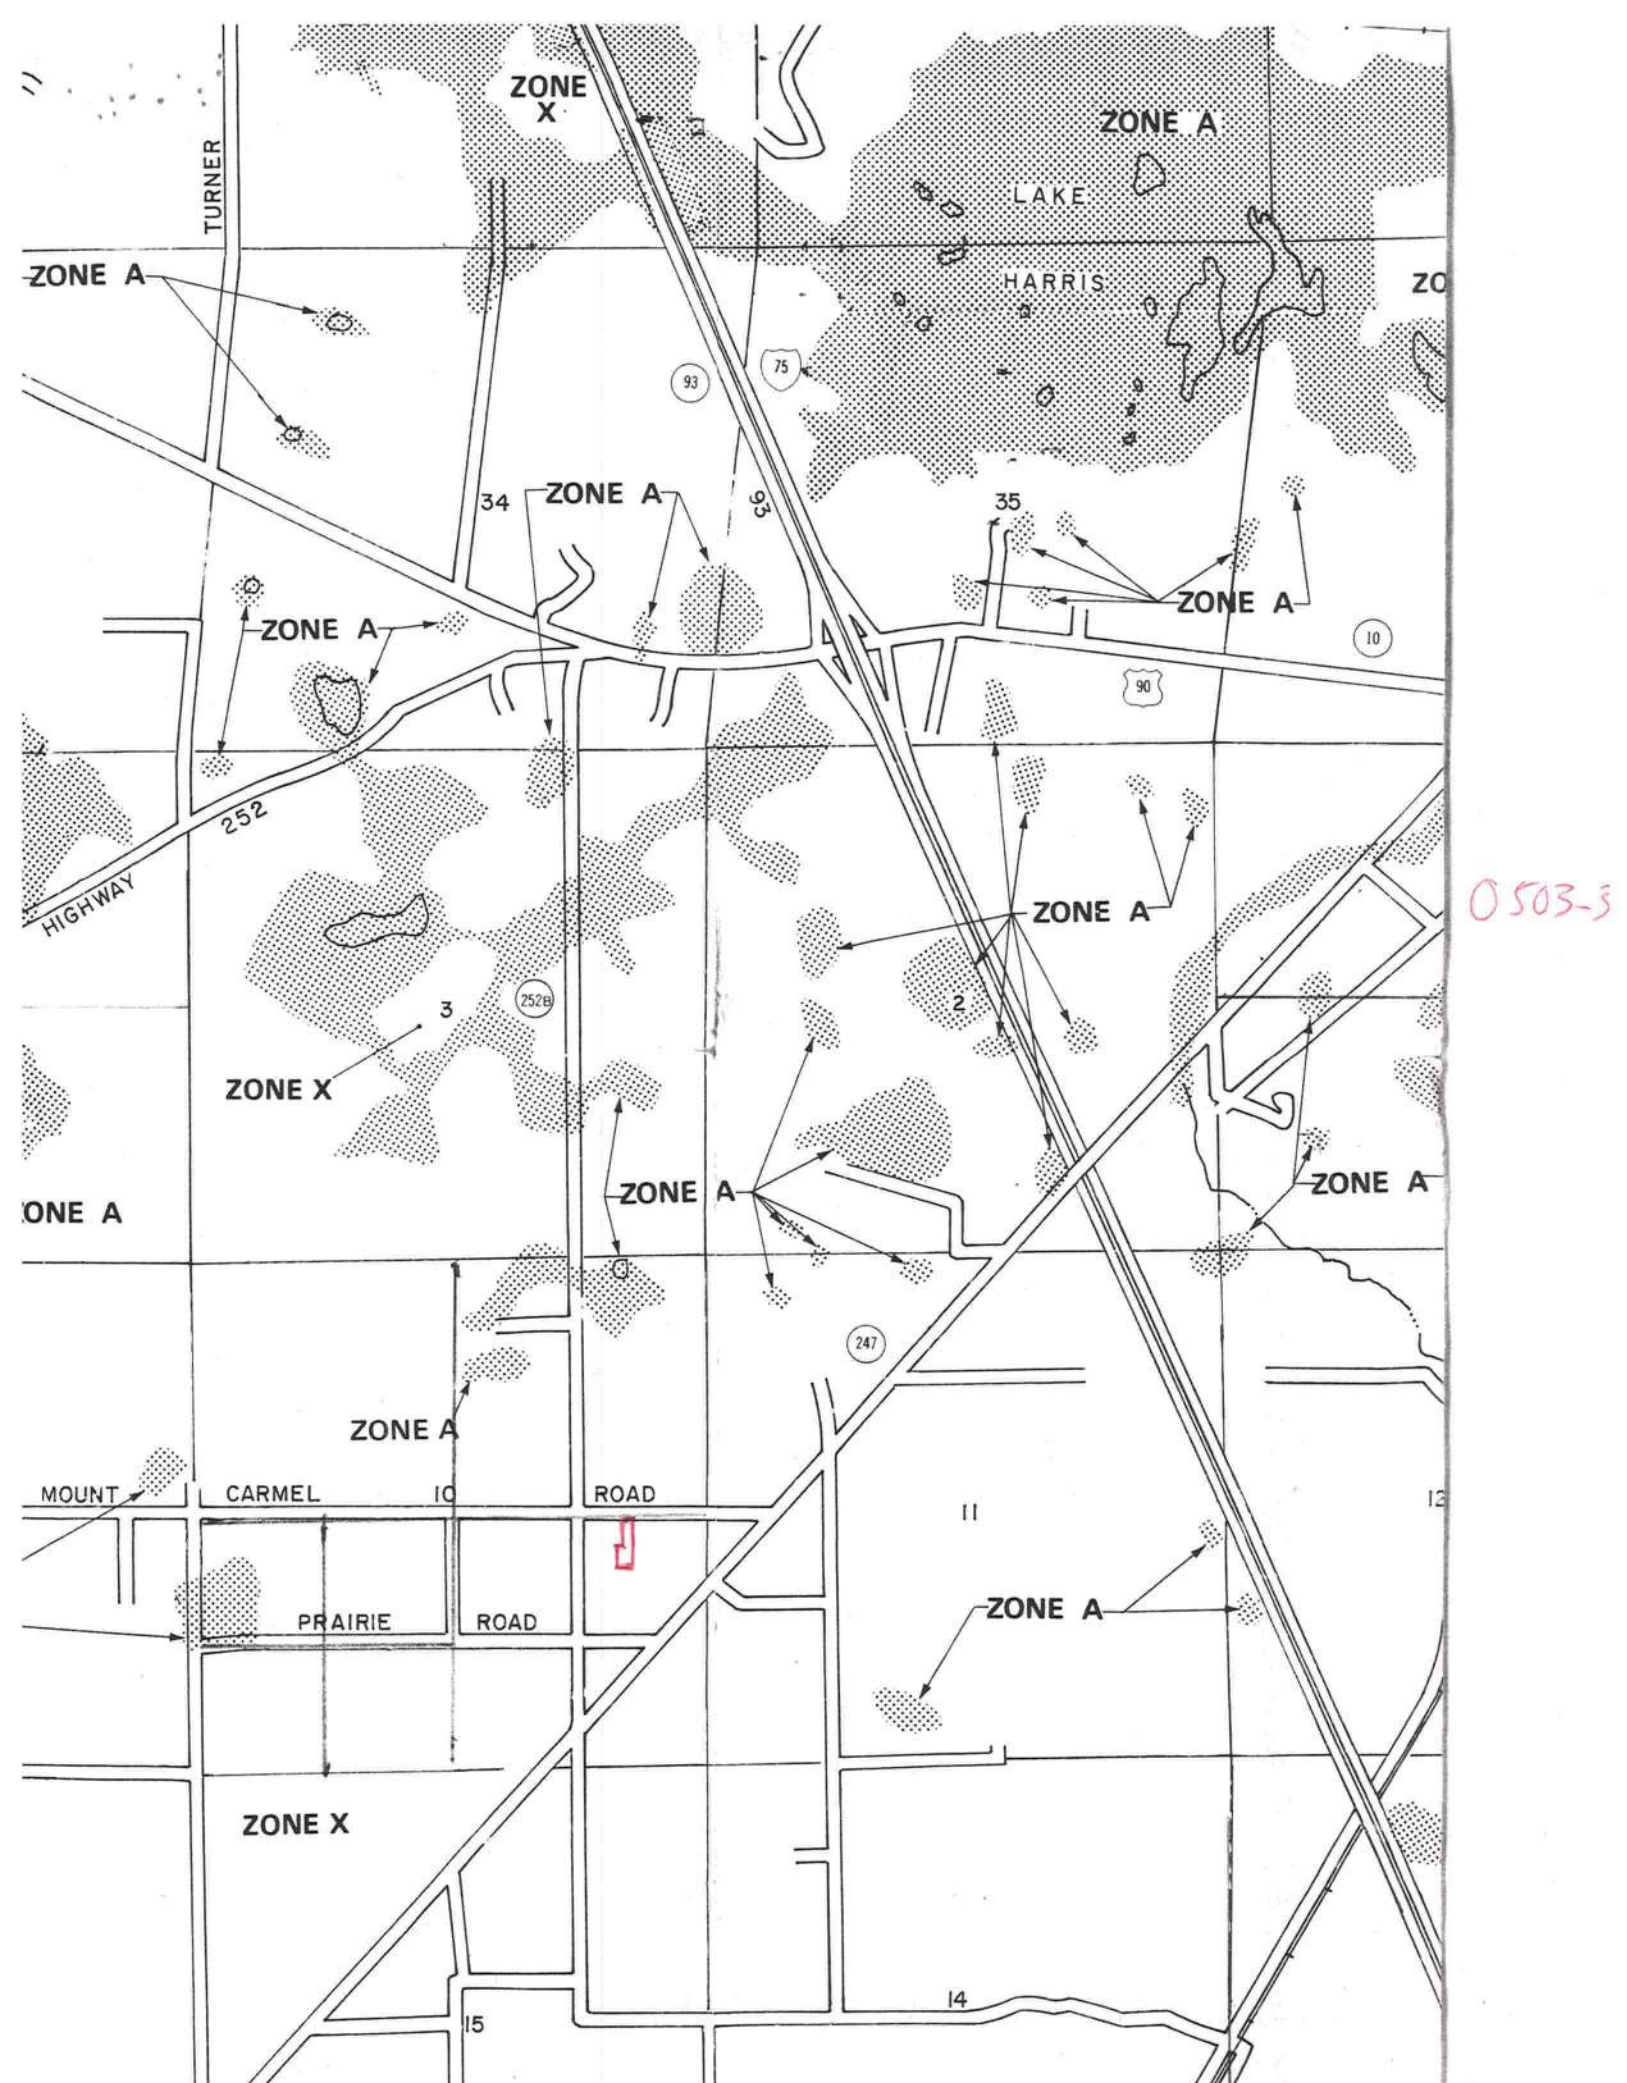 ZONE
X
ZONE A
TURNER
LAKE
ZONE A
HARRIS
ZO
93
75
34
ZONE A
93
35
ZONE A
ZONE A
10
90
HIGHWAY 252
ZONE A
O 503-3
3
252B
2
ZONE X
ZONE A
ZONE A
ONE A
247
ZONE A
MOUNT CARMEL 10 ROAD
11
12
PRAIRIE ROAD
ZONE A
ZONE X
14
15